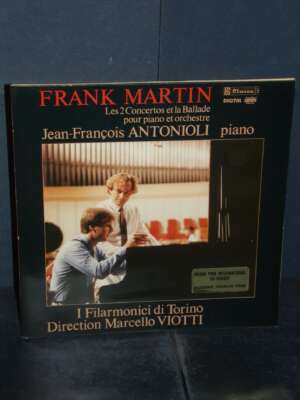 FRANK MARTIN
Les 2 Concertos et la Ballade
pour piano et orchestre
DIGITAL
Jean-François ANTONIOLI piano
I Filarmonici di Torino
Direction Marcello VIOTTI